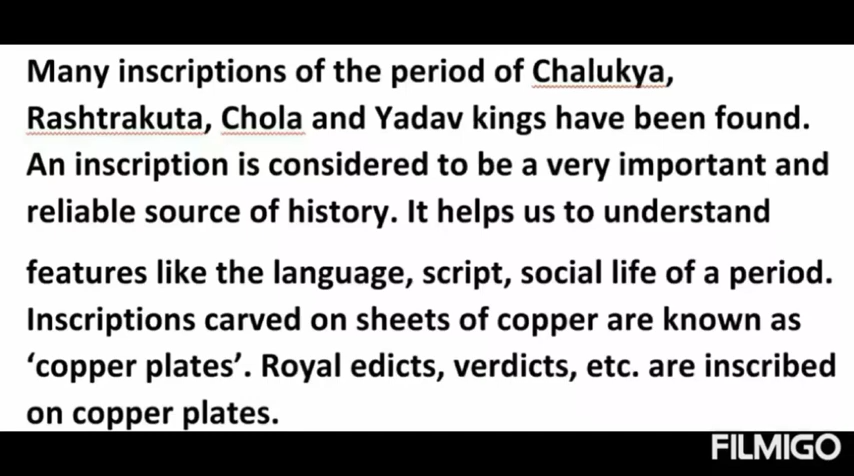 Many inscriptions of the period of Chalukya,
Rashtrakuta, Chola and Yadav kings have been found.
An inscription is considered to be a very important and
reliable source of history. It helps us to understand
features like the language, script, social life of a period.
Inscriptions carved on sheets of copper are known as
‘copper plates’. Royal edicts, verdicts, etc. are inscribed
on copper plates.
FILMIGO